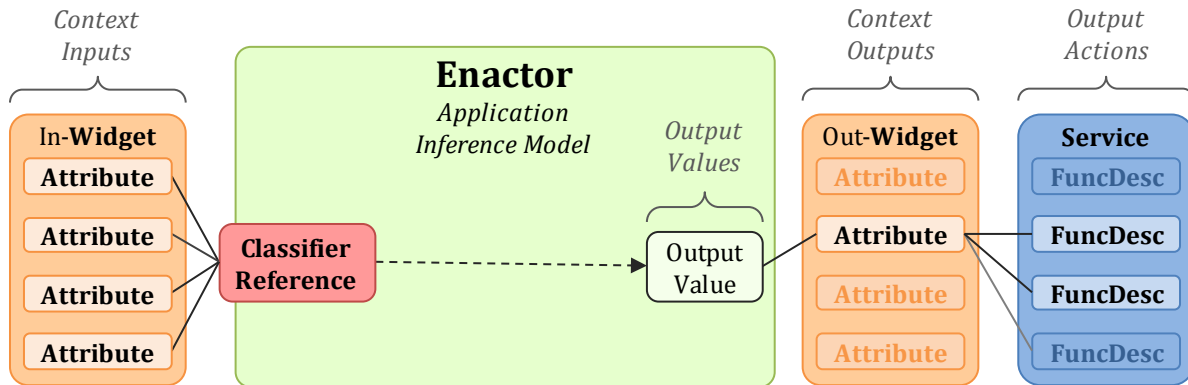 Context
Inputs
Enactor
Application
Inference Model
Output
Values
Context
Outputs
Output
Actions
In-Widget
Attribute
Attribute
Attribute
Attribute
Classifier
Reference
Output
Value
Out-Widget
Attribute
Attribute
Attribute
Attribute
Service
FuncDesc
FuncDesc
FuncDesc
FuncDesc